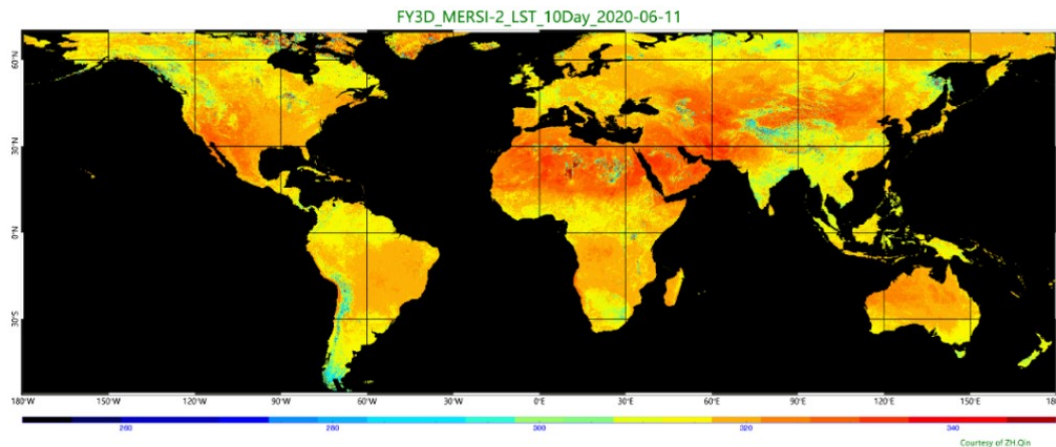 FY3D_MERSI-2_LST_10Day_2020-06-11
60°N
30°N
0°N
30°S
180°W 150°W 120°W 90°W 60°W 30°W 0°E 30°E 60°E 90°E 120°E 150°E 180
260 280 300 320 340
Courtesy of ZH.Qin